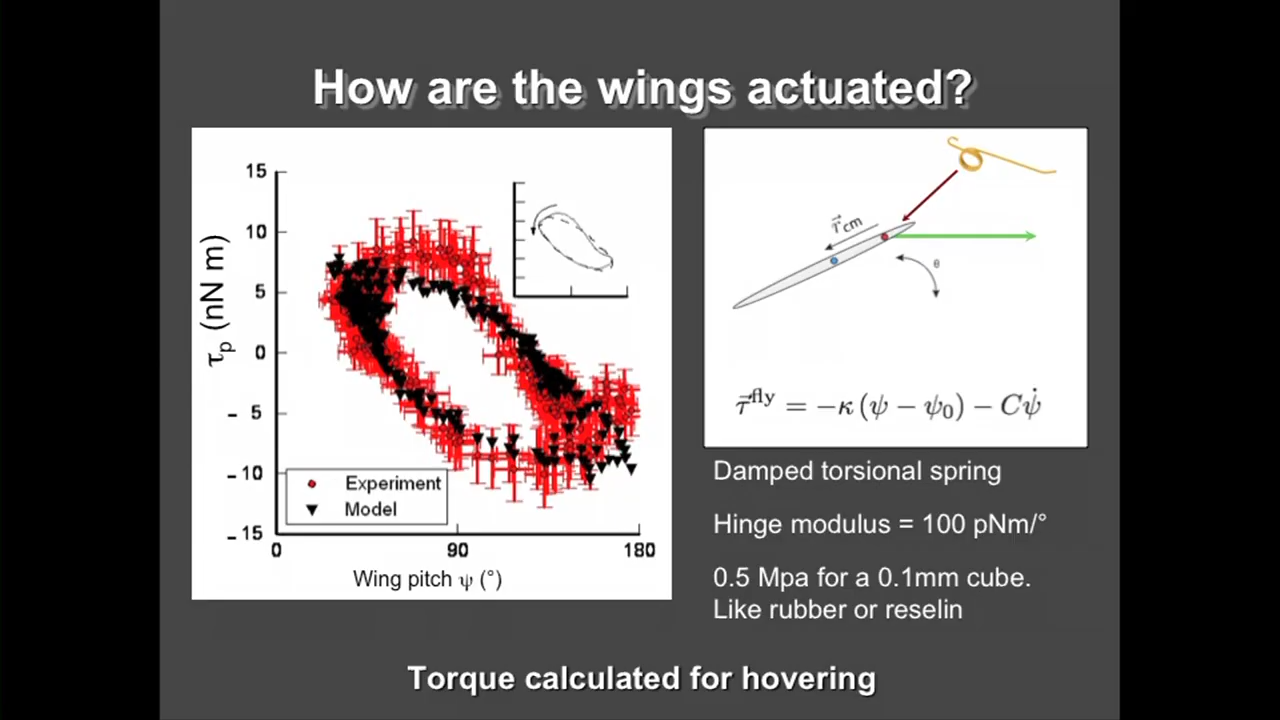 How are the wings actuated?
15
10
5
0
- 5
- 10
- 15
τp (nN m)
0
90
180
Wing pitch ψ (°)
Experiment
Model
r⃗cm
θ
τ⃗fly = −κ (ψ − ψ0) − Cψ̇
Damped torsional spring
Hinge modulus = 100 pNm/°
0.5 Mpa for a 0.1mm cube.
Like rubber or reselin
Torque calculated for hovering